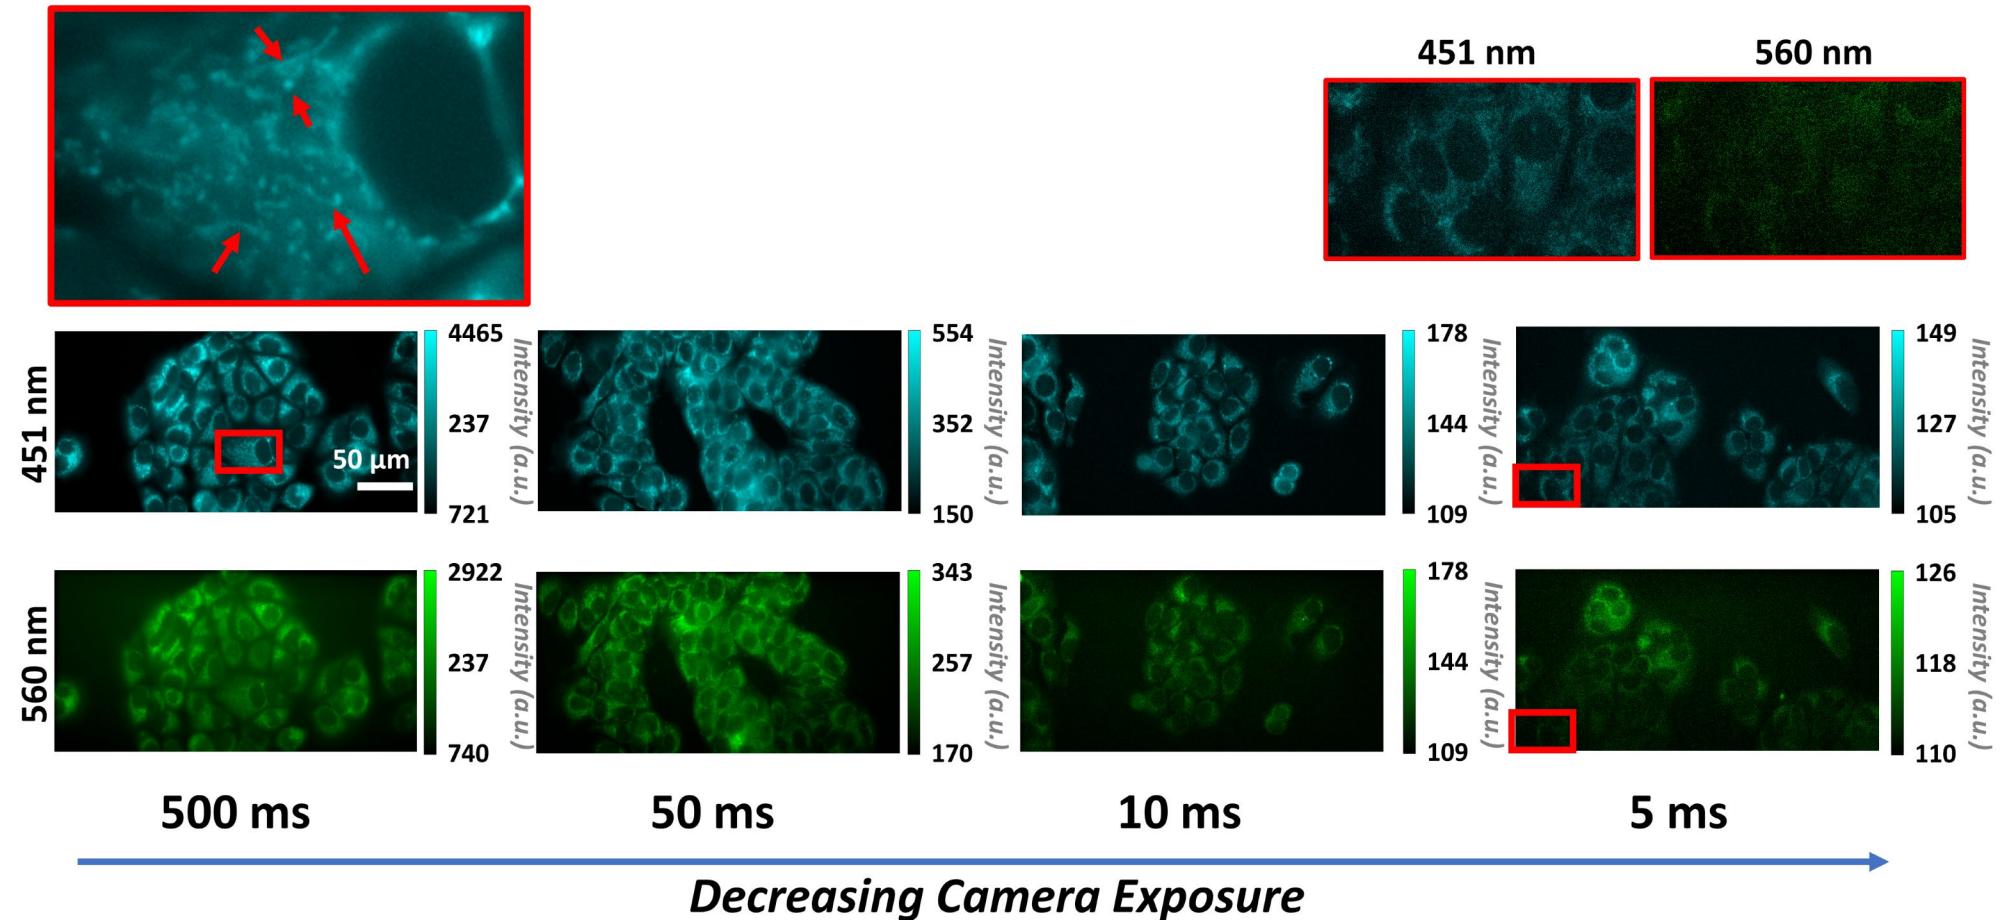 451 nm 560 nm
451 nm
50 μm
4465
237
721
Intensity (a.u.)
554
352
150
Intensity (a.u.)
178
144
109
Intensity (a.u.)
149
127
105
Intensity (a.u.)
560 nm
2922
237
740
Intensity (a.u.)
343
257
170
Intensity (a.u.)
178
144
109
Intensity (a.u.)
126
118
110
Intensity (a.u.)
500 ms 50 ms 10 ms 5 ms
Decreasing Camera Exposure